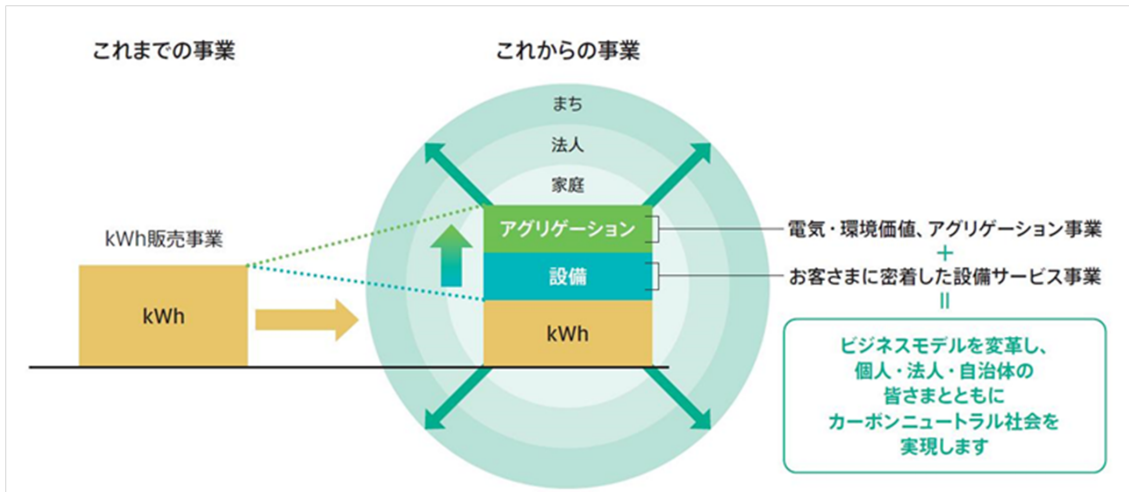 これまでの事業
これからの事業
まち
法人
家庭
kWh販売事業
kWh
アグリゲーション
設備
kWh
電気・環境価値、アグリゲーション事業
+
お客さまに密着した設備サービス事業
=
ビジネスモデルを変革し、
個人・法人・自治体の
皆さまとともに
カーボンニュートラル社会を
実現します